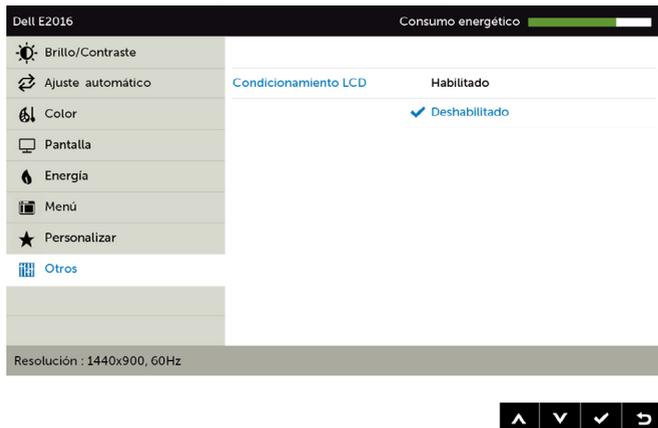 Dell E2016
Consumo energético
Brillo/Contraste
Ajuste automático
Condicionamiento LCD
Habilitado
Color
Deshabilitado
Pantalla
Energía
Menú
Personalizar
Otros
Resolución : 1440x900, 60Hz